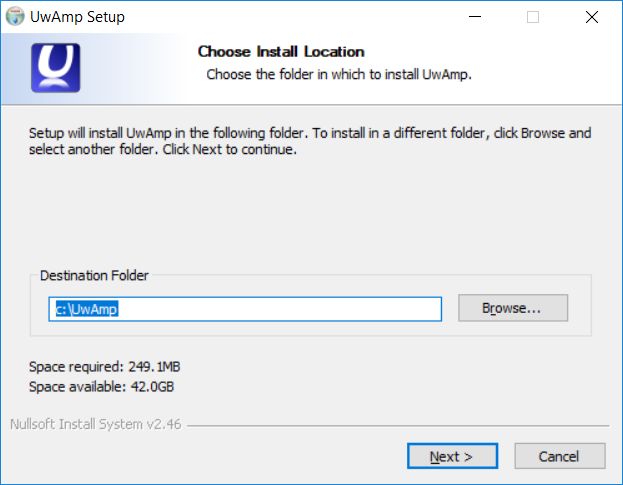 UwAmp Setup
Choose Install Location
Choose the folder in which to install UwAmp.
Setup will install UwAmp in the following folder. To install in a different folder, click Browse and
select another folder. Click Next to continue.
Destination Folder
c:\UwAmp
Browse...
Space required: 249.1MB
Space available: 42.0GB
Nullsoft Install System v2.46
Next >
Cancel